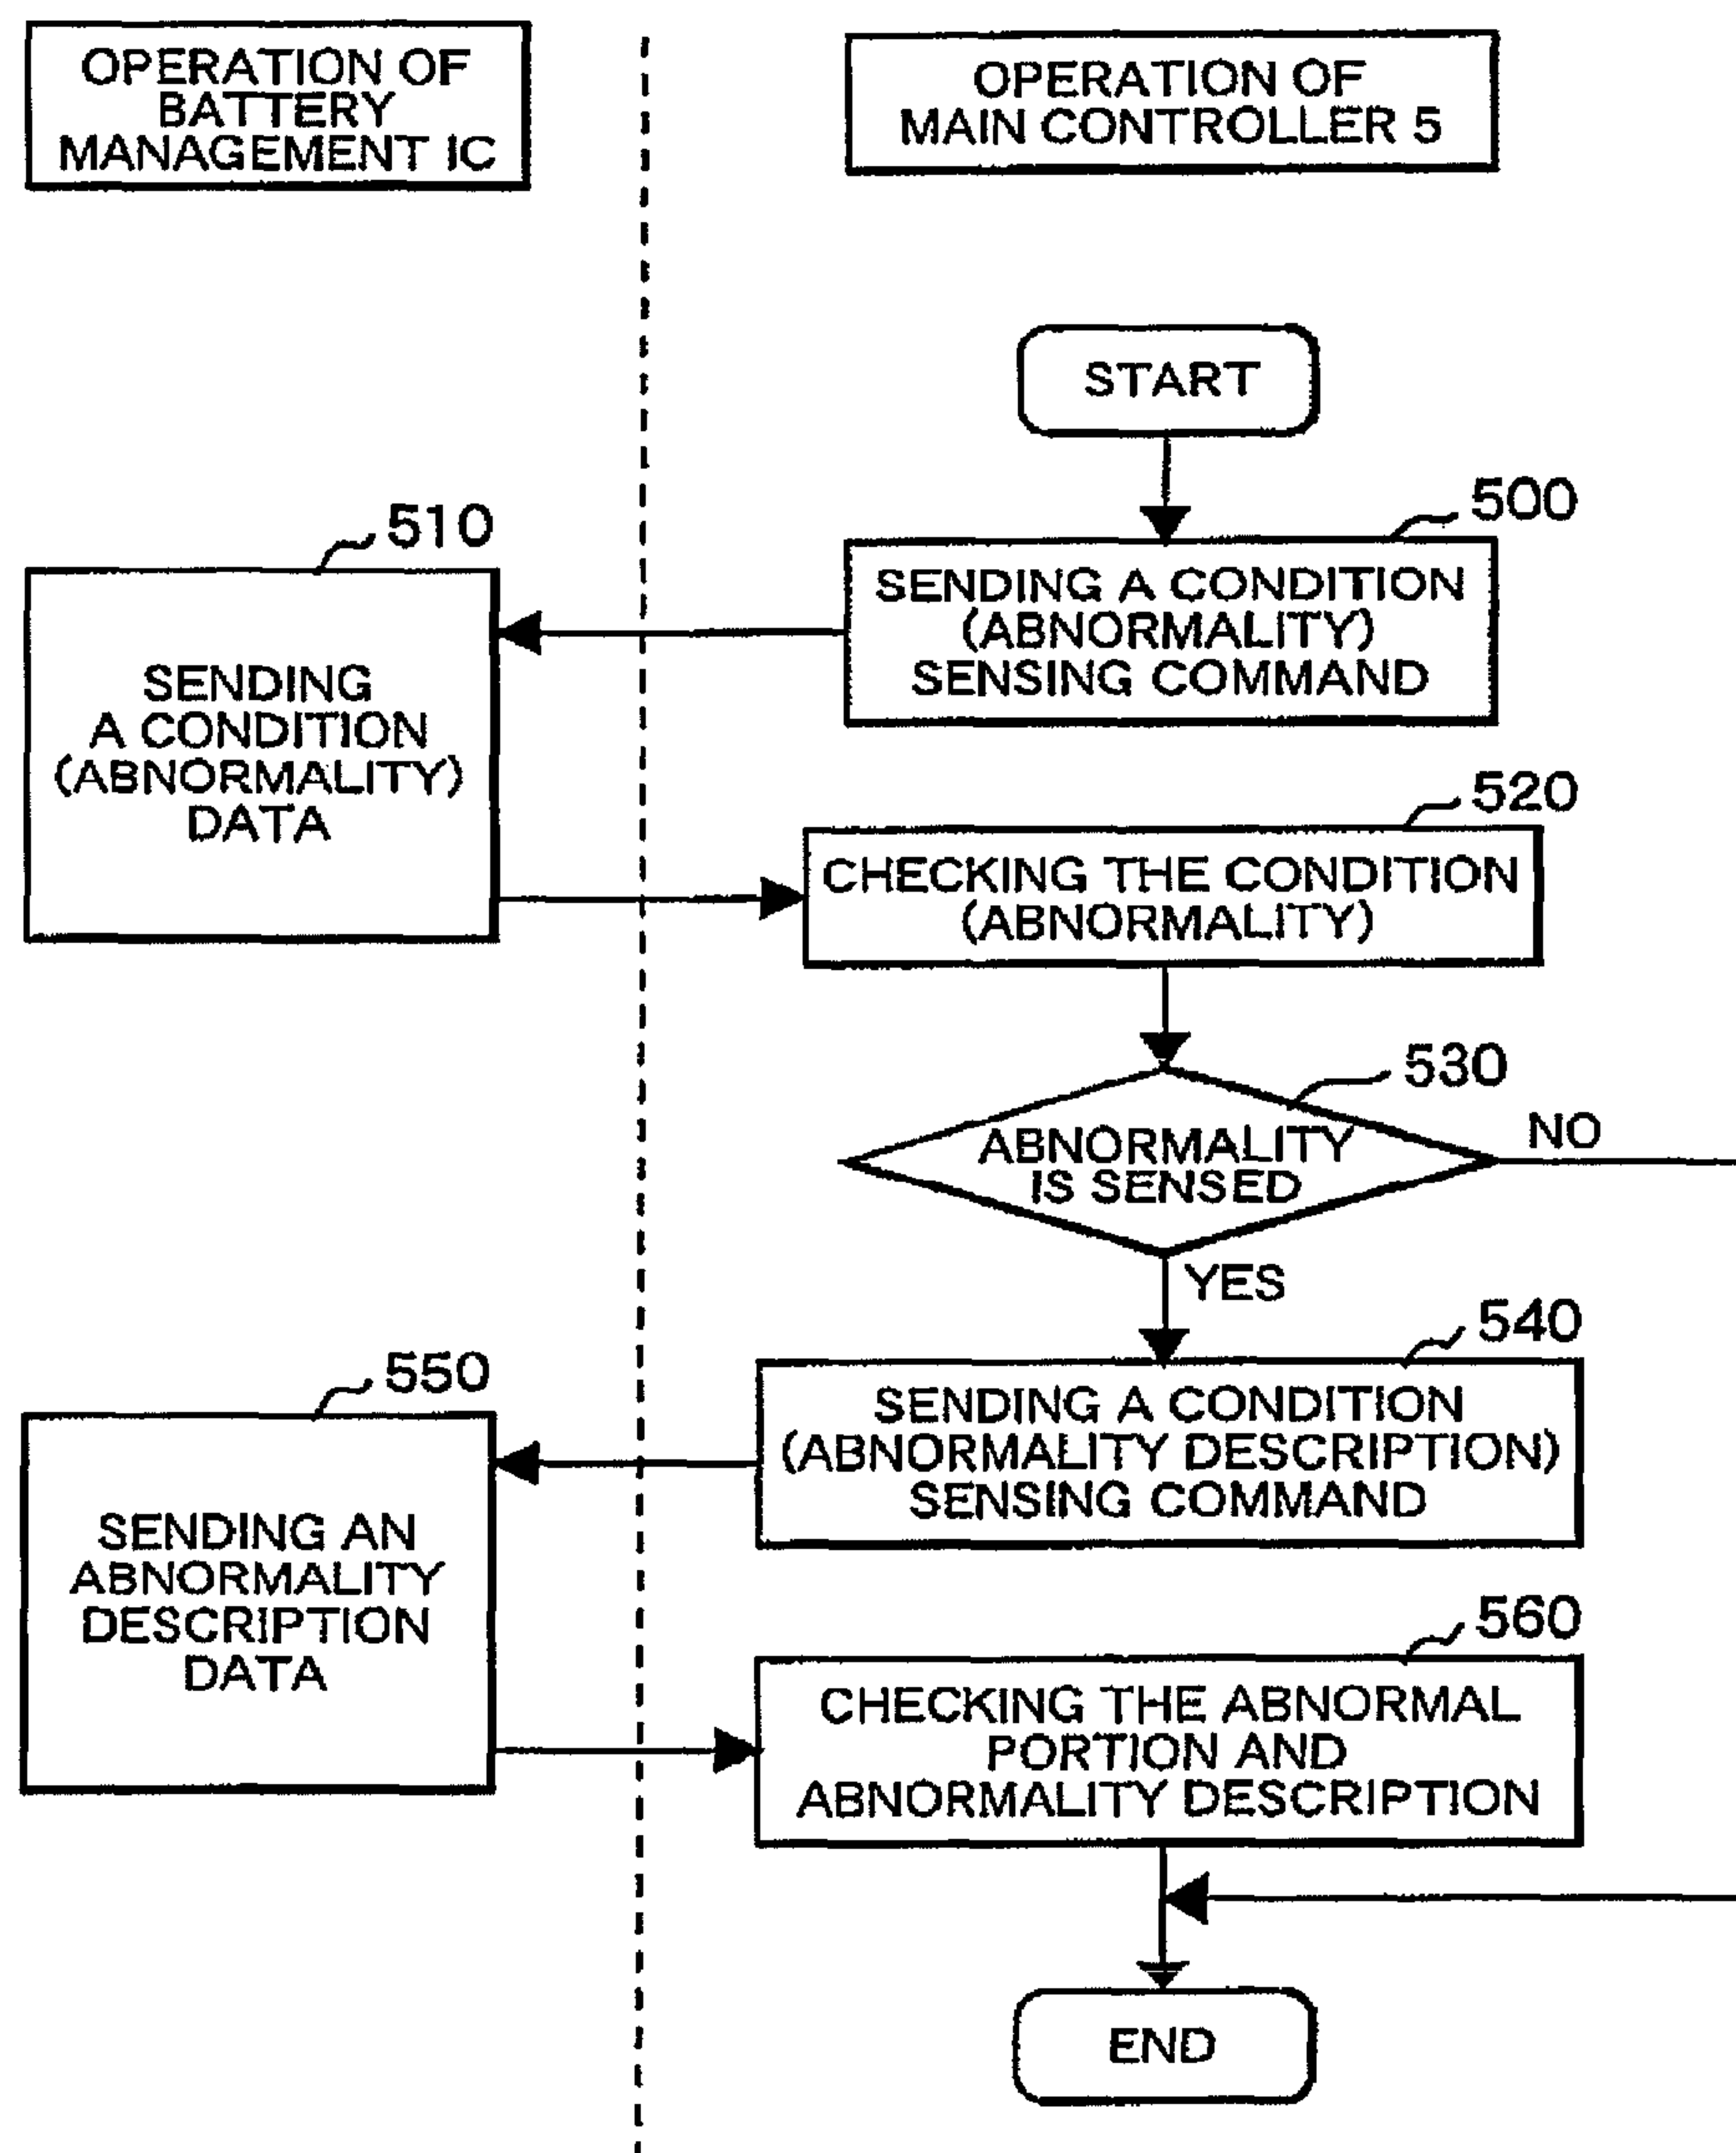 OPERATION OF
BATTERY
MANAGEMENT IC
OPERATION OF
MAIN CONTROLLER 5
START
500
SENDING A CONDITION
(ABNORMALITY)
SENSING COMMAND
510
SENDING
A CONDITION
(ABNORMALITY)
DATA
520
CHECKING THE CONDITION
(ABNORMALITY)
530
ABNORMALITY
IS SENSED
NO
YES
540
SENDING A CONDITION
(ABNORMALITY DESCRIPTION)
SENSING COMMAND
550
SENDING AN
ABNORMALITY
DESCRIPTION
DATA
560
CHECKING THE ABNORMAL
PORTION AND
ABNORMALITY DESCRIPTION
END